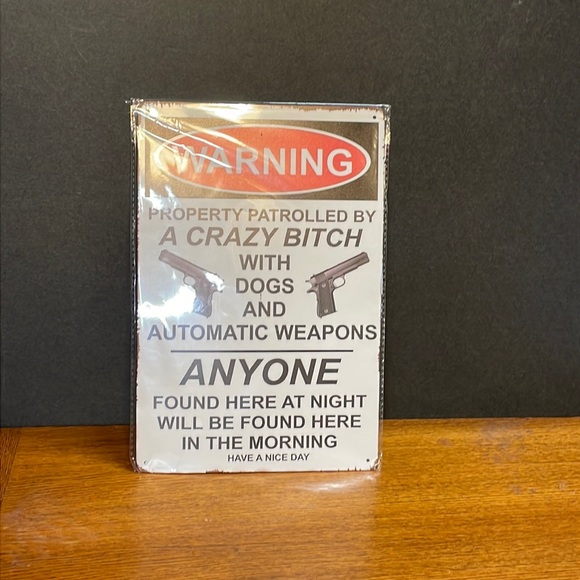 WARNING
PROPERTY PATROLLED BY
A CRAZY BITCH
WITH
DOGS
AND
AUTOMATIC WEAPONS
ANYONE
FOUND HERE AT NIGHT
WILL BE FOUND HERE
IN THE MORNING
HAVE A NICE DAY